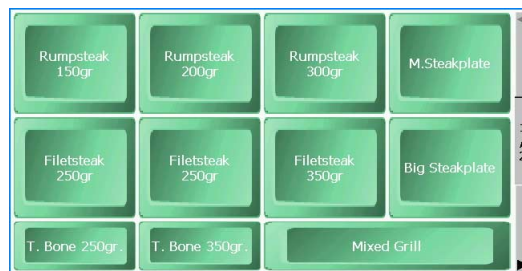 Rumpsteak
150gr
Rumpsteak
200gr
Rumpsteak
300gr
M.Steakplate
Filetsteak
250gr
Filetsteak
250gr
Filetsteak
350gr
Big Steakplate
T. Bone 250gr.
T. Bone 350gr.
Mixed Grill